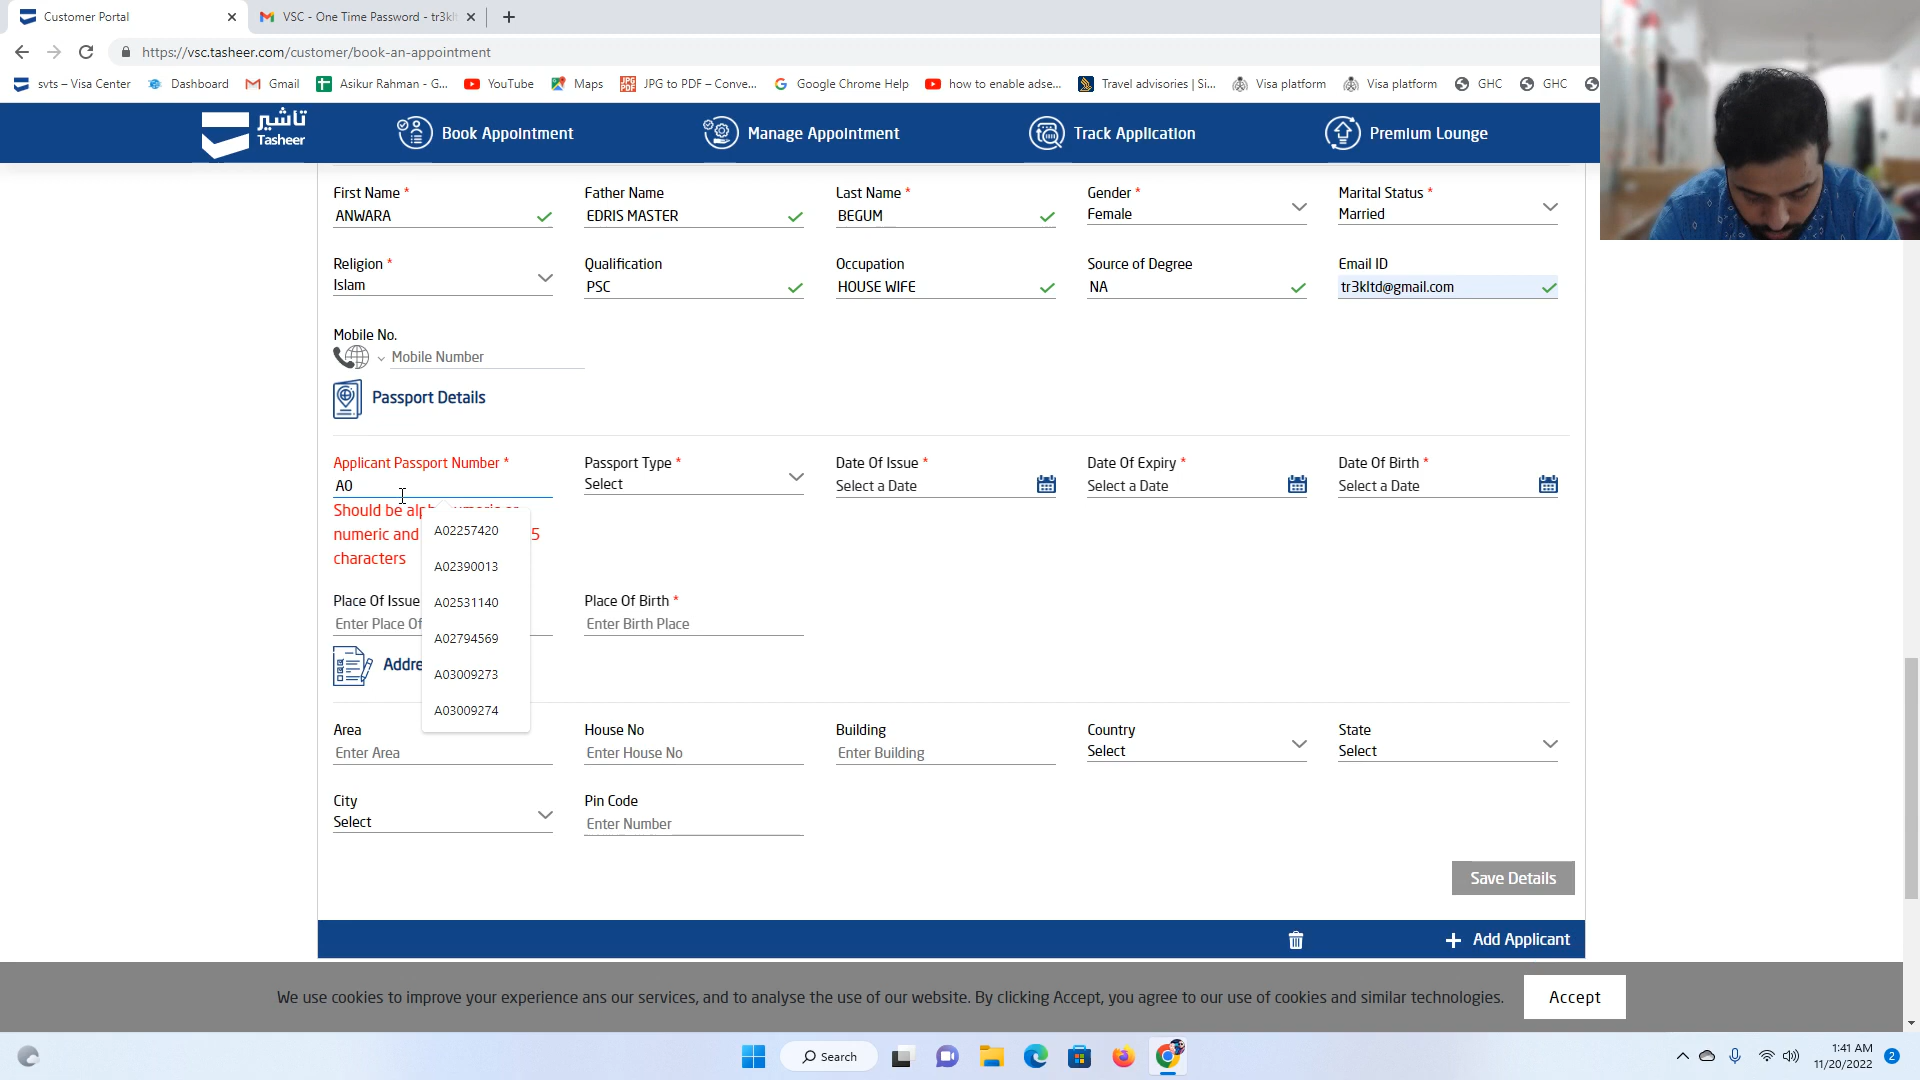 Customer Portal
VSC - One Time Password - tr3klt
https://vsc.tasheer.com/customer/book-an-appointment
svts – Visa Center
Dashboard
Gmail
Asikur Rahman - G...
YouTube
Maps
JPG to PDF – Conve...
Google Chrome Help
how to enable adse...
Travel advisories | Si...
Visa platform
Visa platform
GHC
GHC
تأشير
Tasheer
Book Appointment
Manage Appointment
Track Application
Premium Lounge
First Name *
Father Name
Last Name *
Gender *
Marital Status *
ANWARA
EDRIS MASTER
BEGUM
Female
Married
Religion *
Qualification
Occupation
Source of Degree
Email ID
Islam
PSC
HOUSE WIFE
NA
tr3kltd@gmail.com
Mobile No.
Mobile Number
Passport Details
Applicant Passport Number *
Passport Type *
Date Of Issue *
Date Of Expiry *
Date Of Birth *
A0
Select
Select a Date
Select a Date
Select a Date
Should be
numeric and 5
characters
A02257420
A02390013
A02531140
A02794569
A03009273
A03009274
Place Of Issue
Place Of Birth *
Enter Place Of
Enter Birth Place
Addre
Area
House No
Building
Country
State
Enter Area
Enter House No
Enter Building
Select
Select
City
Pin Code
Select
Enter Number
Save Details
Add Applicant
We use cookies to improve your experience ans our services, and to analyse the use of our website. By clicking Accept, you agree to our use of cookies and similar technologies.
Accept
Search
1:41 AM
11/20/2022
2